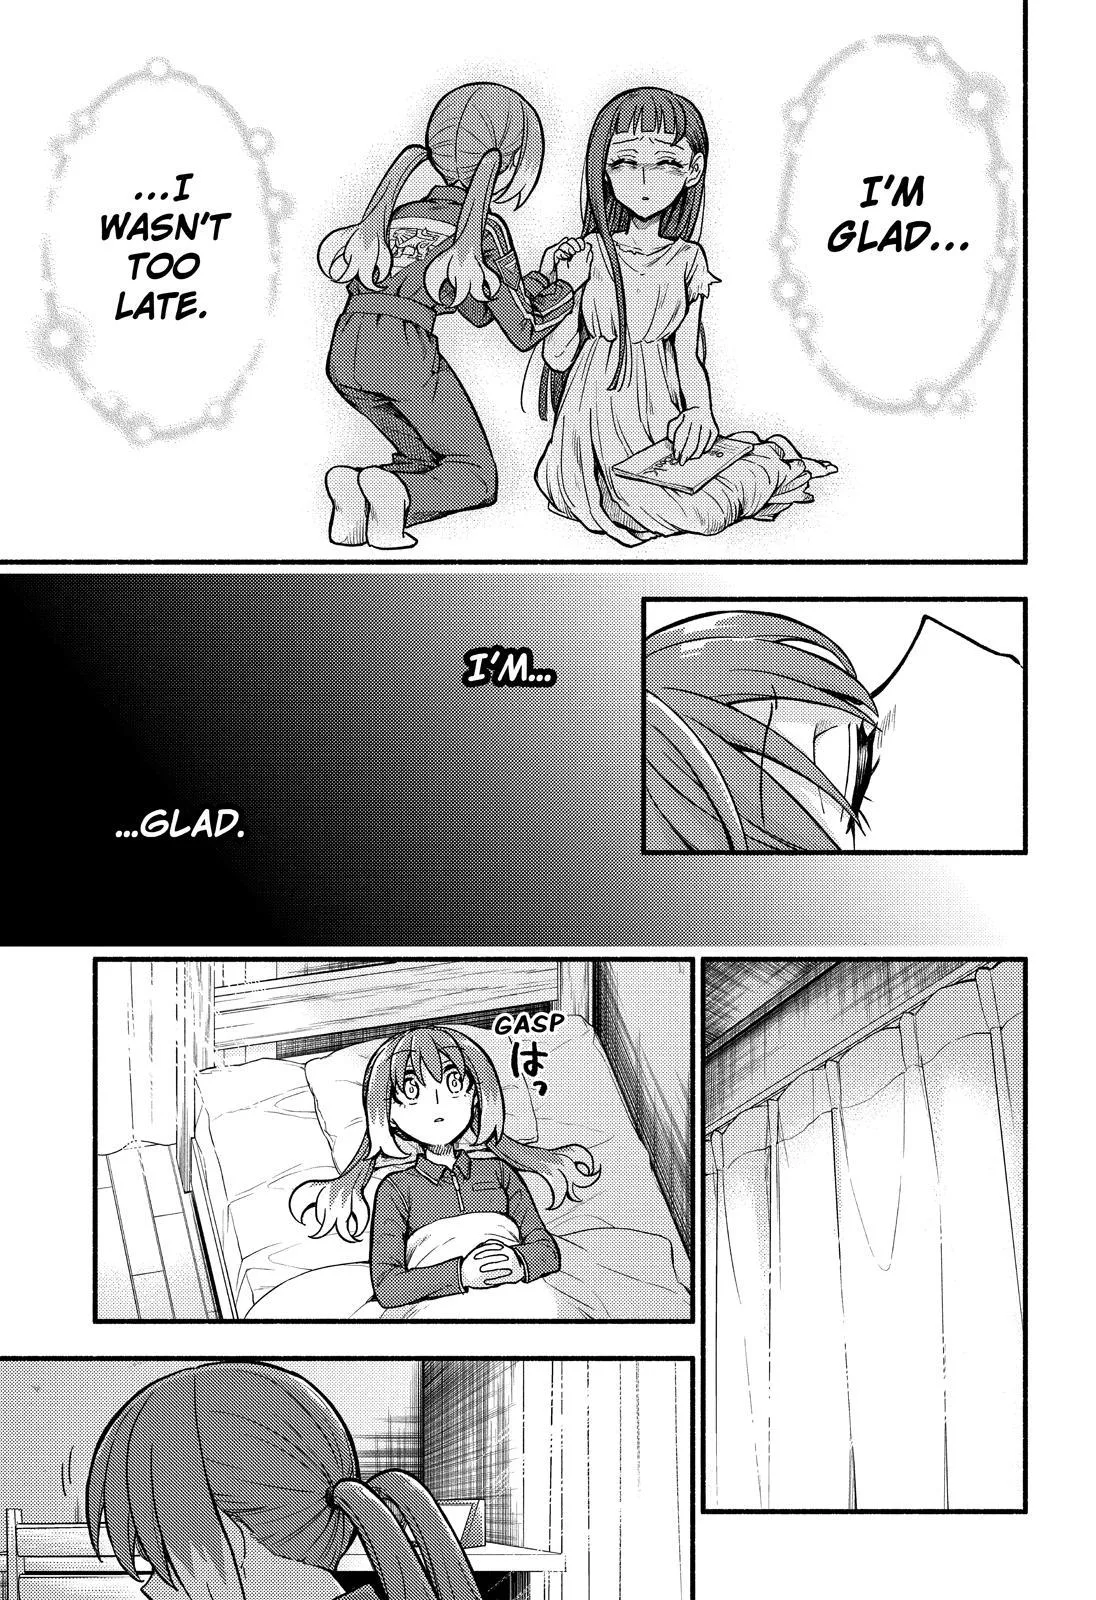 I'M
GLAD...
...I
WASN'T
TOO
LATE.
I'M...
...GLAD.
GASP
はっ